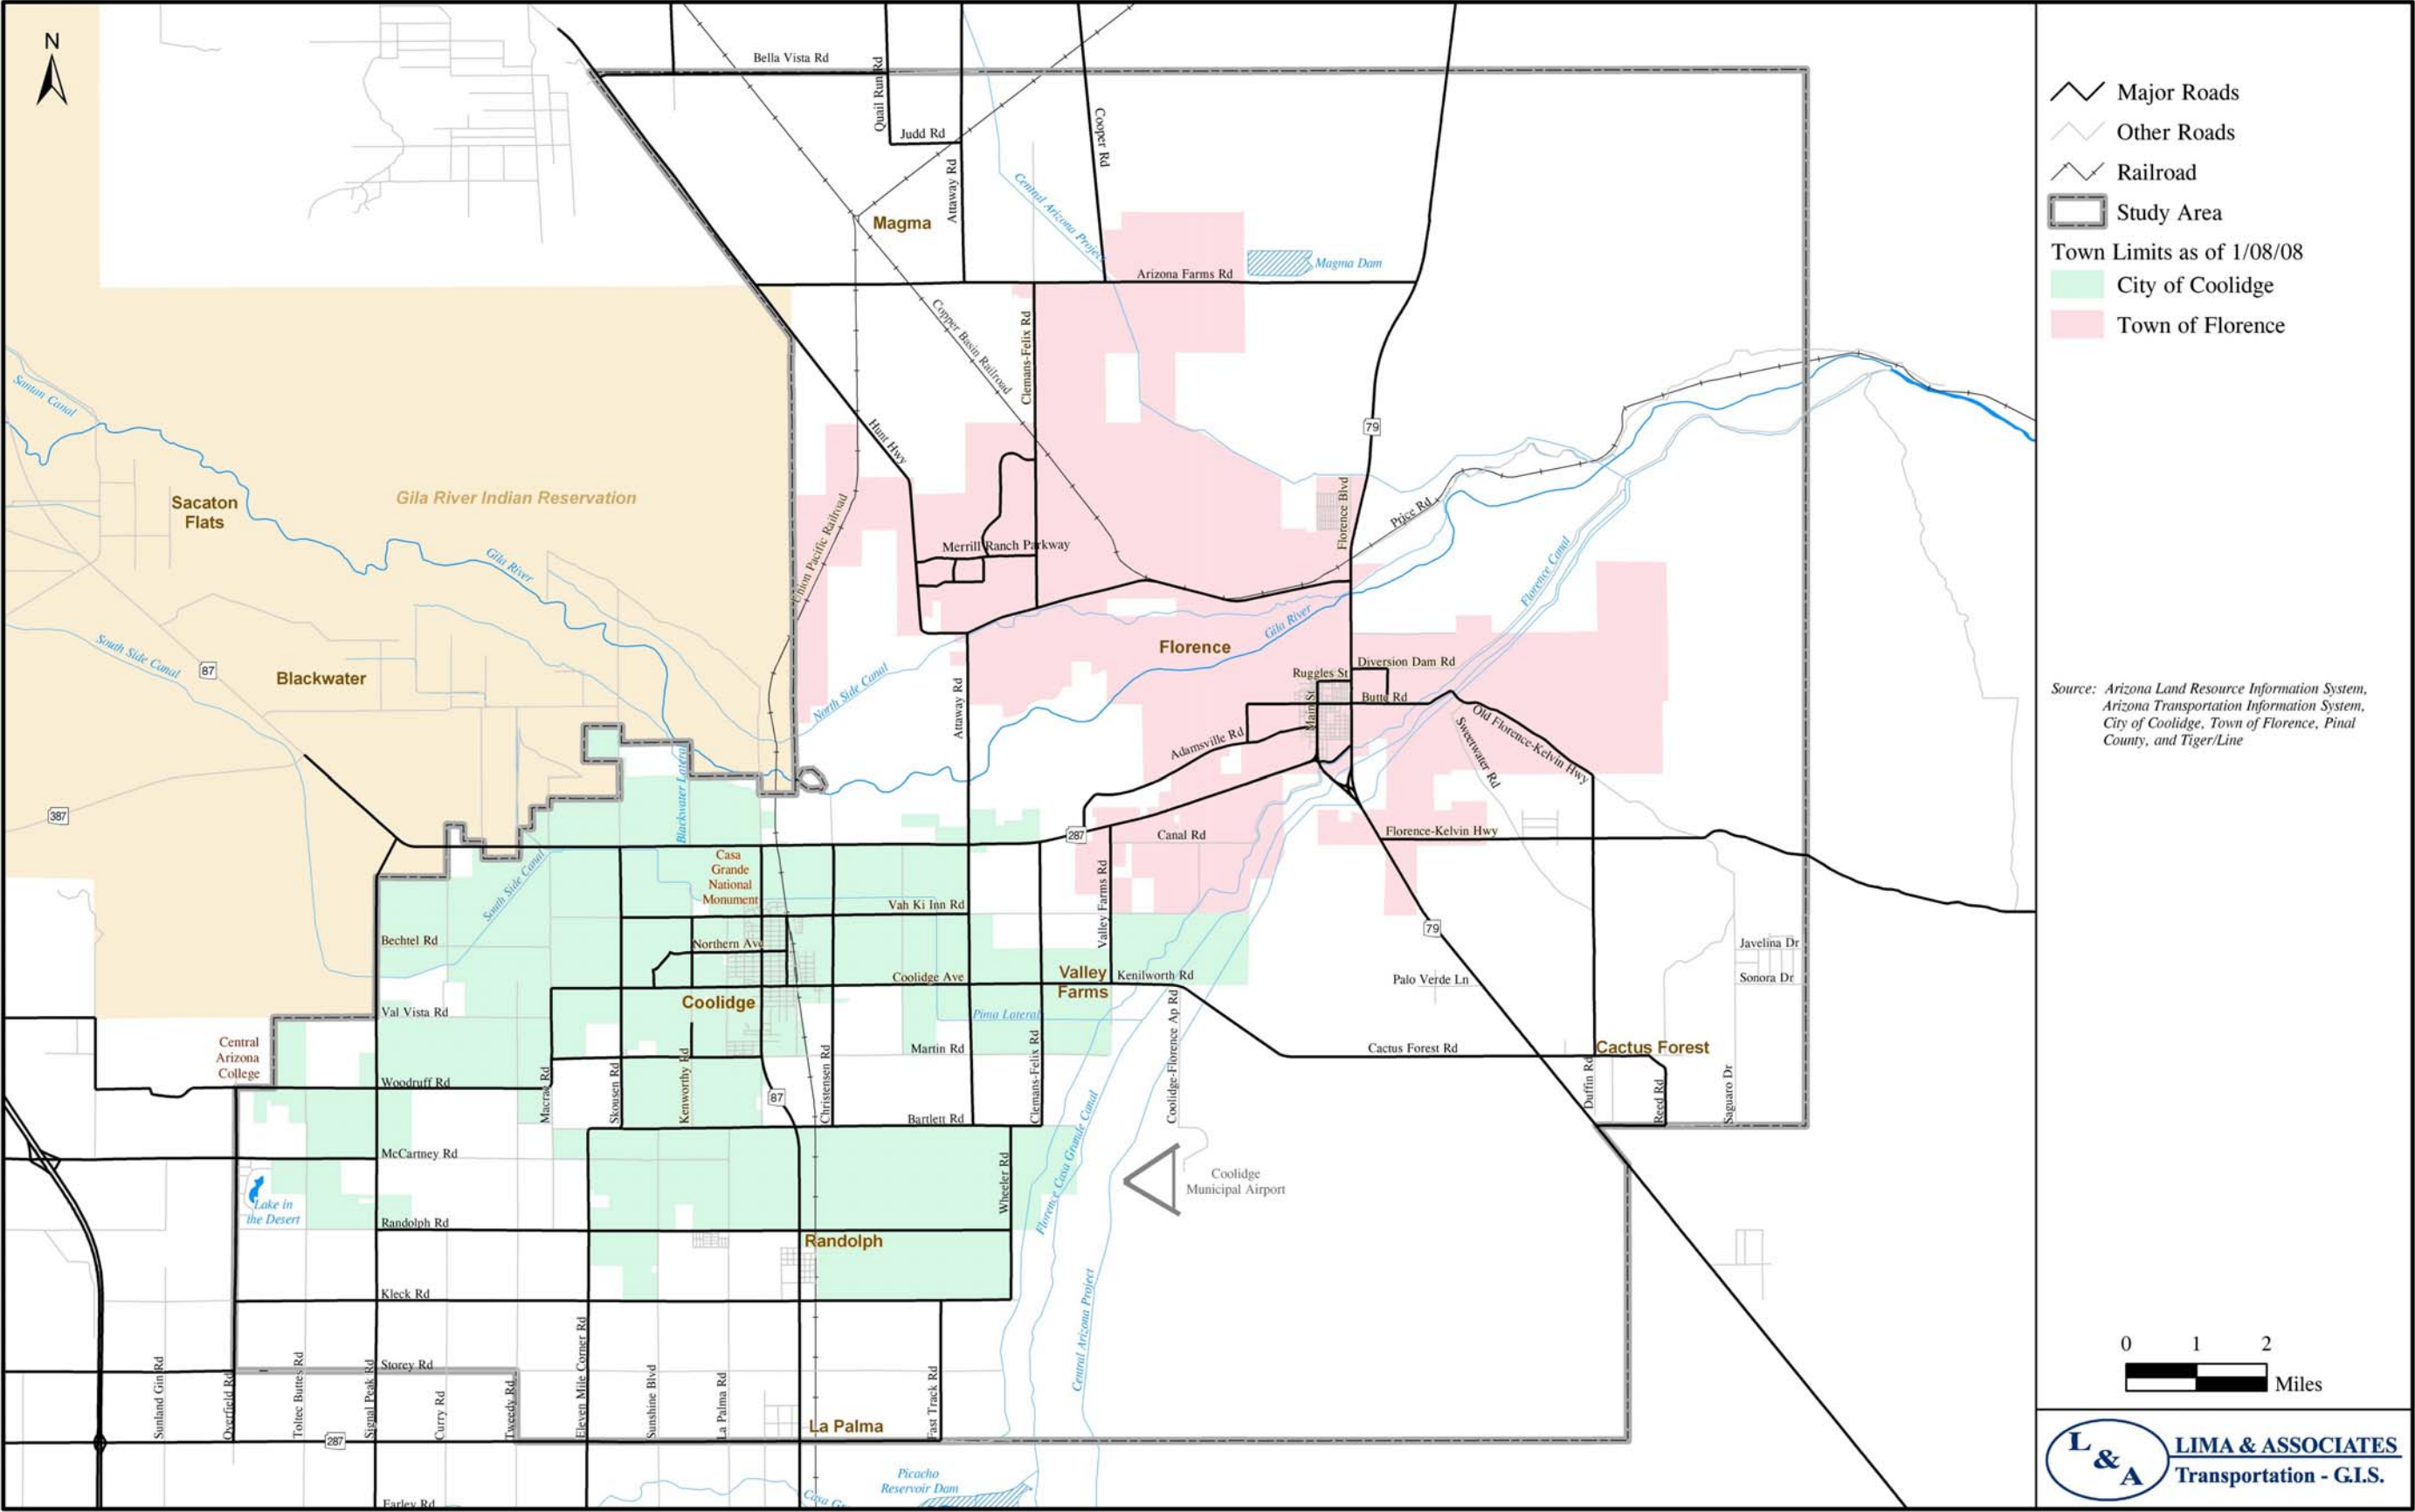 N
Bella Vista Rd
Quail Run Rd
Judd Rd
Attaway Rd
Cooper Rd
Central Arizona Project
Magma
Arizona Farms Rd
Magma Dam
Copper Basin Railroad
Clemans-Felix Rd
Hunt Hwy
79
Santan Canal
Sacaton
Flats
Gila River Indian Reservation
Gila River
Union Pacific Railroad
Merrill Ranch Parkway
Florence Blvd
Price Rd
Florence Canal
South Side Canal
87
Blackwater
North Side Canal
Attaway Rd
Florence
Gila River
Ruggles St
Diversion Dam Rd
Main St
Butte Rd
Old Florence-Kelvin Hwy
Sweetwater Rd
Adamsville Rd
387
Blackwater Lateral
287
Canal Rd
Florence-Kelvin Hwy
South Side Canal
Casa
Grande
National
Monument
Vah Ki Inn Rd
Valley Farms Rd
79
Bechtel Rd
Northern Ave
Javelina Dr
Coolidge Ave
Valley
Farms
Kenilworth Rd
Palo Verde Ln
Sonora Dr
Coolidge
Val Vista Rd
Pima Lateral
Central
Arizona
College
Martin Rd
Cactus Forest Rd
Cactus Forest
Woodruff Rd
Macrae Rd
Skousen Rd
Kenworthy Rd
87
Christensen Rd
Clemans-Felix Rd
Coolidge-Florence Ap Rd
Duffin Rd
Reed Rd
Saguaro Dr
Bartlett Rd
McCartney Rd
Wheeler Rd
Florence Casa Grande Canal
Coolidge
Municipal Airport
Lake in
the Desert
Randolph Rd
Randolph
Kleck Rd
Central Arizona Project
Storey Rd
Sunland Gin Rd
Overfield Rd
Toltec Buttes Rd
Signal Peak Rd
Curry Rd
Tweedy Rd
Eleven Mile Corner Rd
Sunshine Blvd
La Palma Rd
La Palma
Fast Track Rd
287
Picacho
Reservoir Dam
Casa Gr
Earley Rd
Major Roads
Other Roads
Railroad
Study Area
Town Limits as of 1/08/08
City of Coolidge
Town of Florence
Source: Arizona Land Resource Information System,
Arizona Transportation Information System,
City of Coolidge, Town of Florence, Pinal
County, and Tiger/Line
0 1 2
Miles
L & A
LIMA & ASSOCIATES
Transportation - G.I.S.